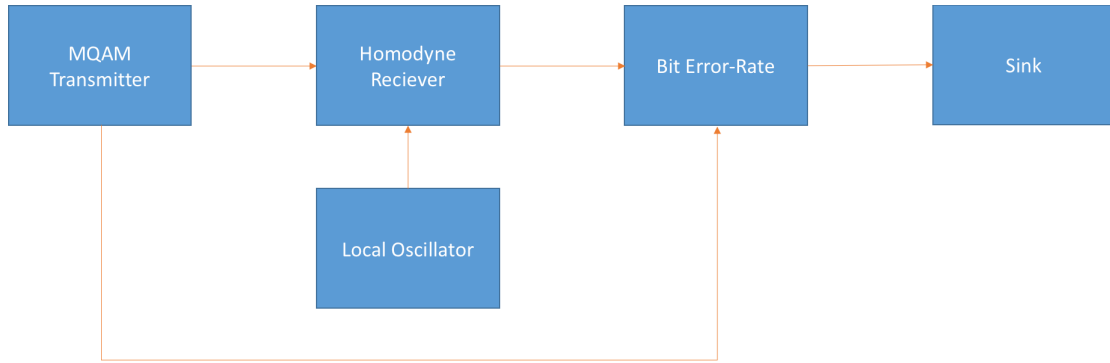 MQAM
Transmitter
Homodyne
Reciever
Bit Error-Rate
Sink
Local Oscillator